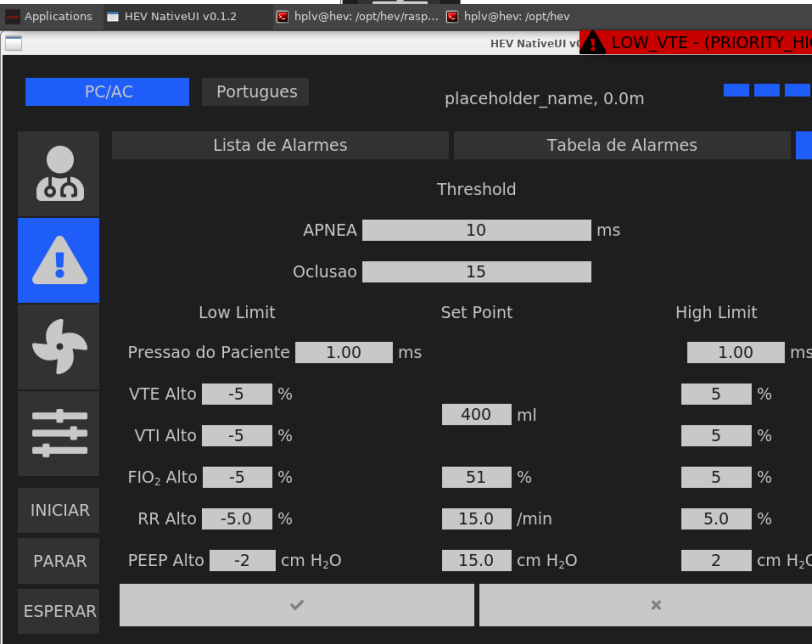 Applications HEV NativeUI v0.1.2 hplv@hev: /opt/hev/rasp... hplv@hev: /opt/hev
HEV NativeUI LOW_VTE - (PRIORITY_HI
PC/AC Portugues placeholder_name, 0.0m
Lista de Alarmes Tabela de Alarmes
Threshold
APNEA 10 ms
Oclusao 15
Low Limit Set Point High Limit
Pressao do Paciente 1.00 ms 1.00 ms
VTE Alto -5 % 5 %
400 ml
VTI Alto -5 % 5 %
FIO₂ Alto -5 % 51 % 5 %
INICIAR
RR Alto -5.0 % 15.0 /min 5.0 %
PARAR
PEEP Alto -2 cm H₂O 15.0 cm H₂O 2 cm H₂O
ESPERAR